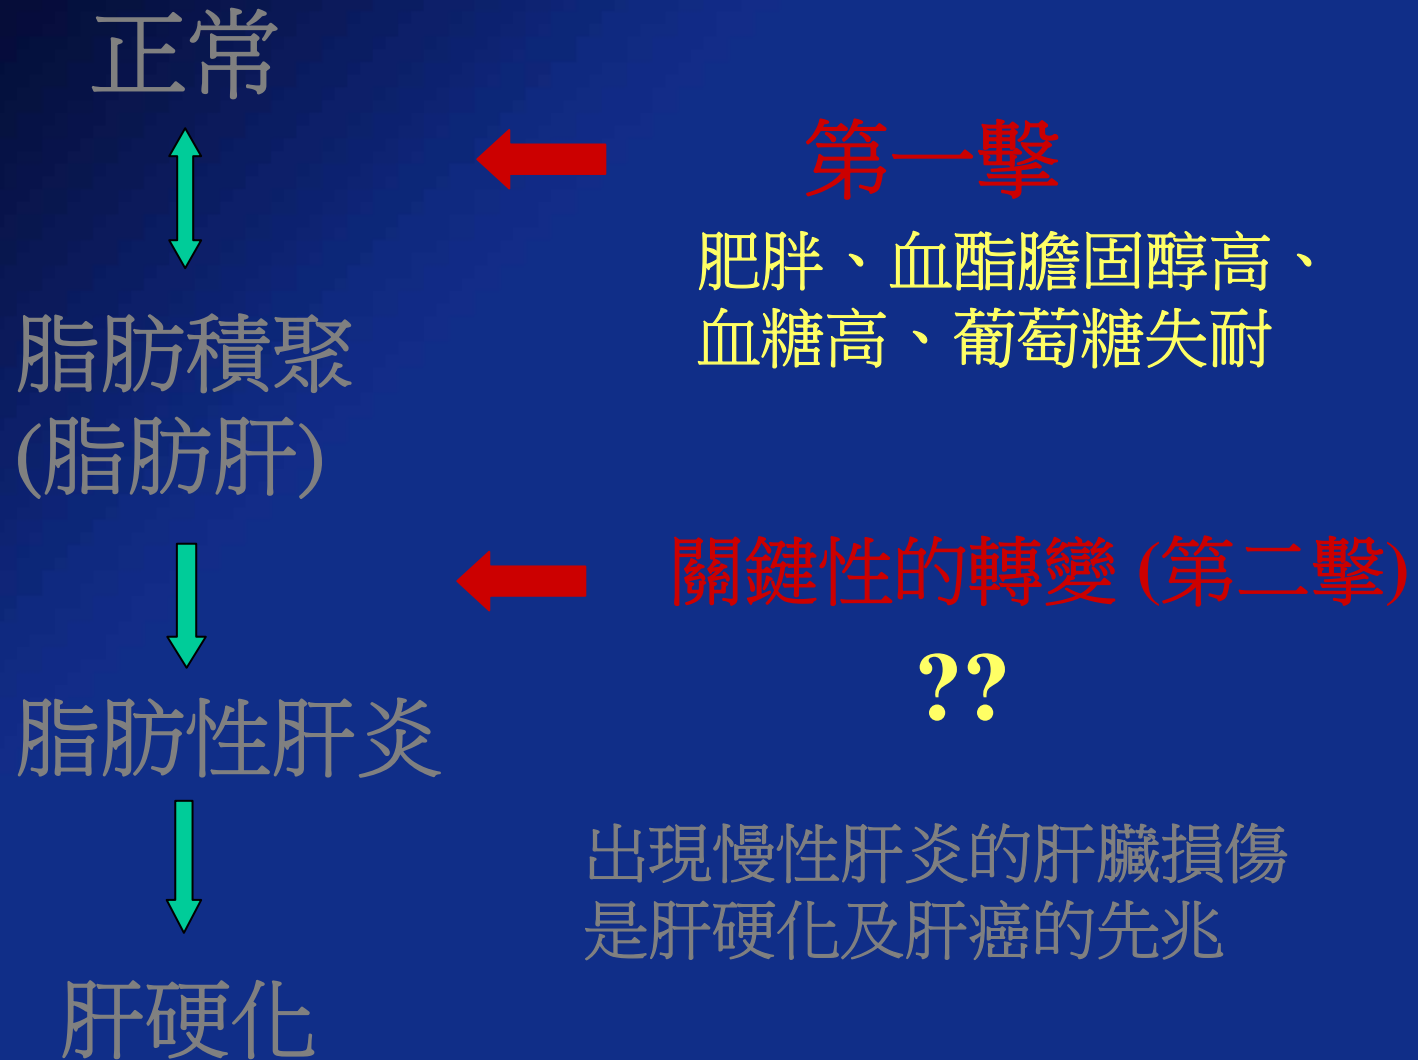 正常
第一擊
肥胖、血酯膽固醇高、
血糖高、葡萄糖失耐
脂肪積聚
(脂肪肝)
關鍵性的轉變 (第二擊)
??
脂肪性肝炎
出現慢性肝炎的肝臟損傷
是肝硬化及肝癌的先兆
肝硬化